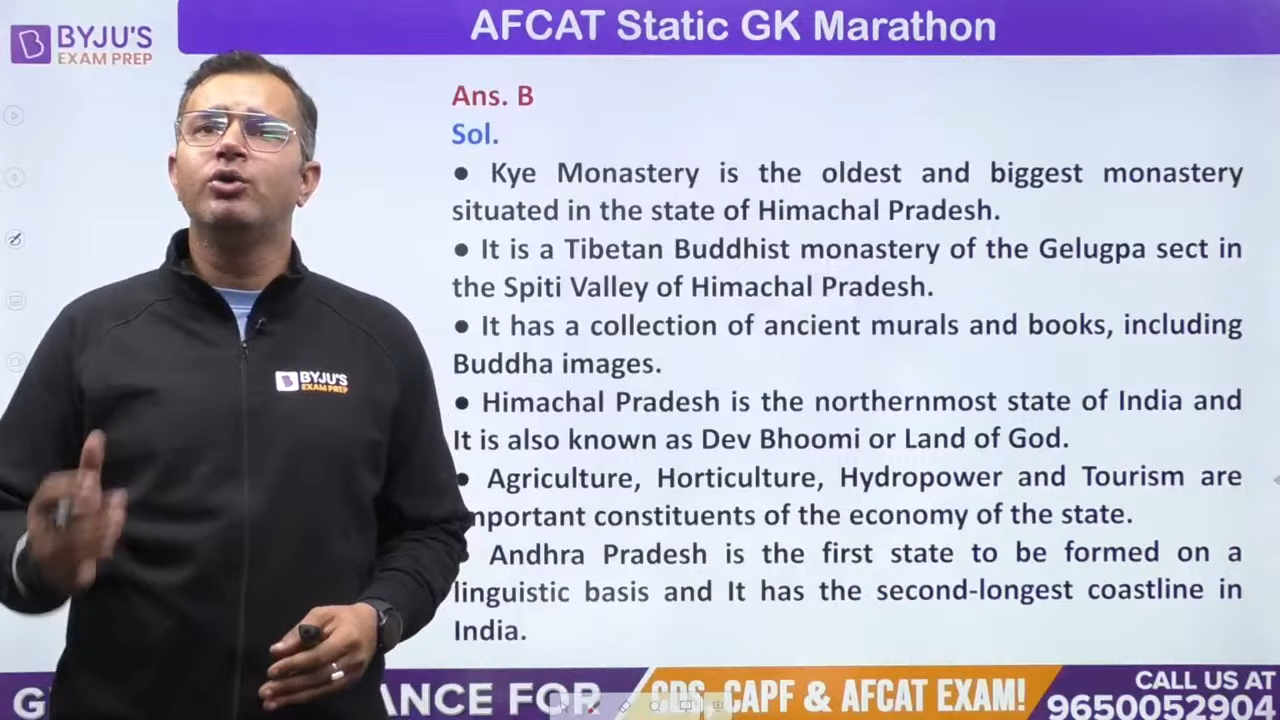 BYJU'S
EXAM PREP
AFCAT Static GK Marathon
Ans. B
Sol.
● Kye Monastery is the oldest and biggest monastery
situated in the state of Himachal Pradesh.
● It is a Tibetan Buddhist monastery of the Gelugpa sect in
the Spiti Valley of Himachal Pradesh.
● It has a collection of ancient murals and books, including
Buddha images.
● Himachal Pradesh is the northernmost state of India and
It is also known as Dev Bhoomi or Land of God.
● Agriculture, Horticulture, Hydropower and Tourism are
mportant constituents of the economy of the state.
Andhra Pradesh is the first state to be formed on a
linguistic basis and It has the second-longest coastline in
India.
BYJU'S
EXAM PREP
G
ANCE FOR
CDS, CAPF & AFCAT EXAM!
CALL US AT
9650052904